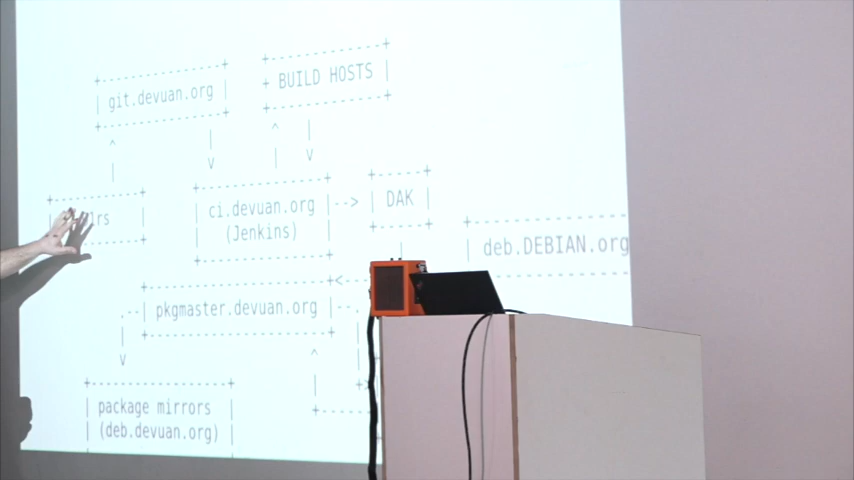 git.devuan.org
BUILD HOSTS
ci.devuan.org
(Jenkins)
DAK
deb.DEBIAN.org
pkgmaster.devuan.org
package mirrors
(deb.devuan.org)